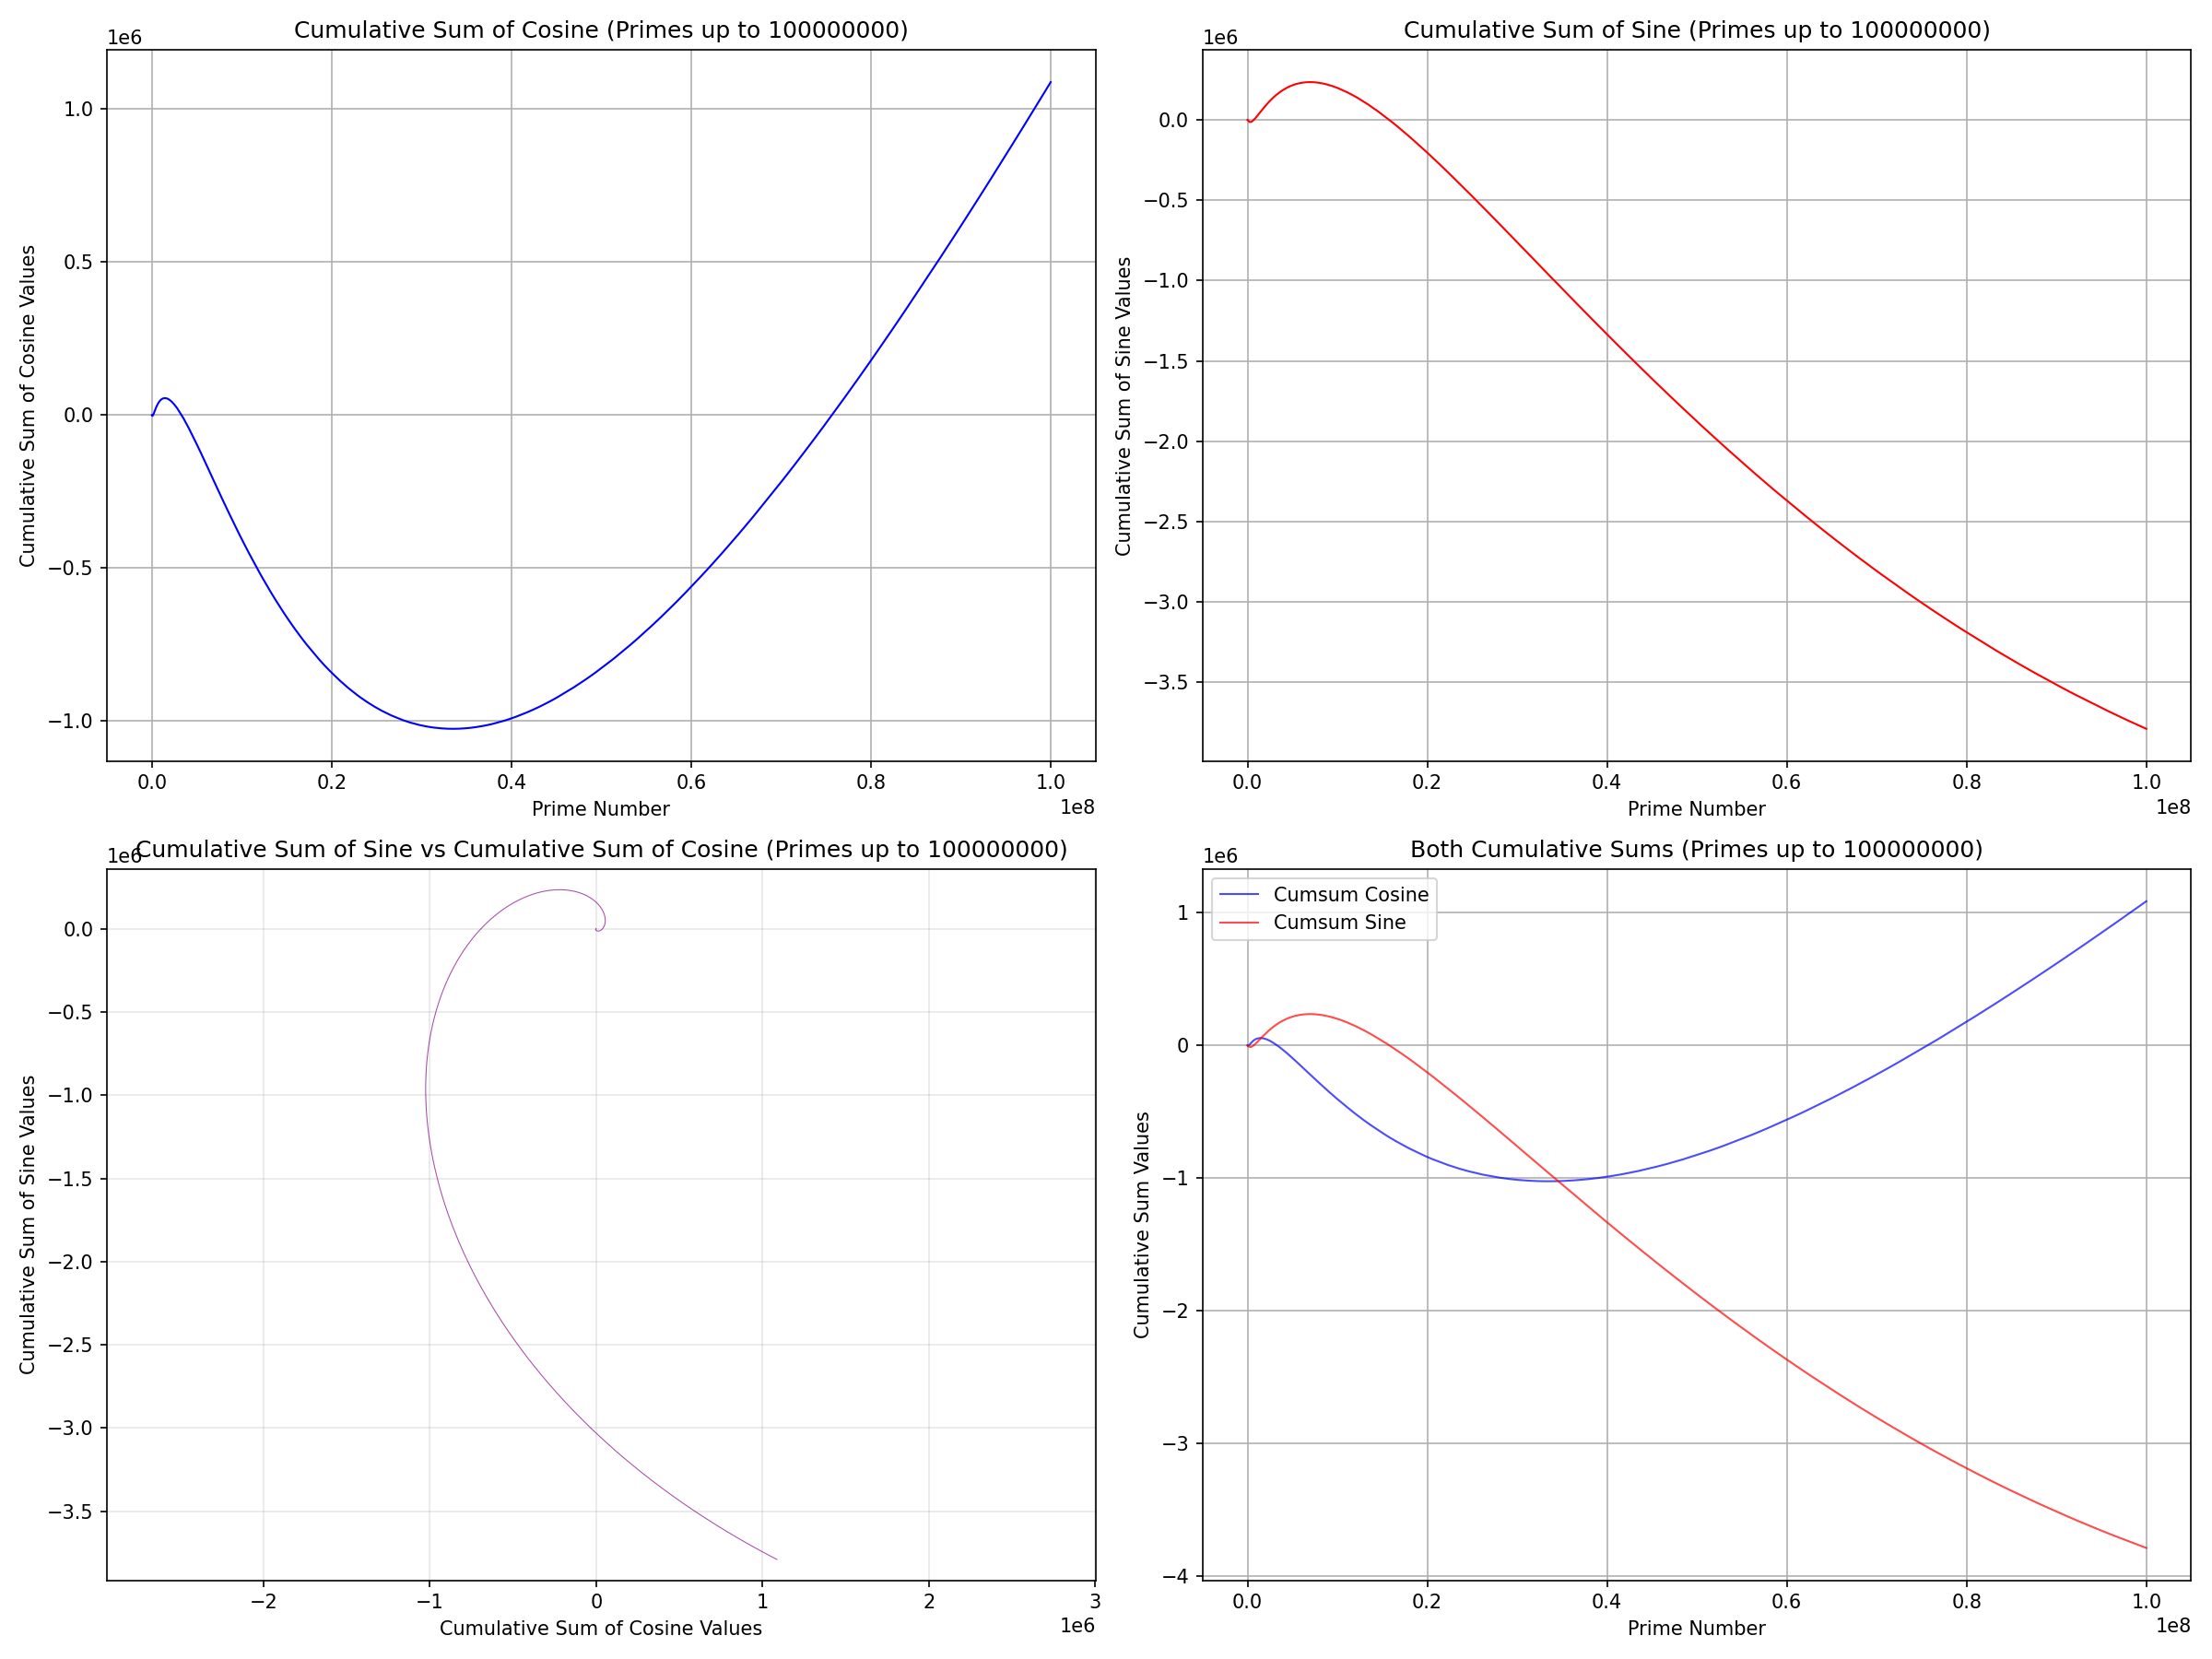 Cumulative Sum of Cosine (Primes up to 100000000)
1e6
Cumulative Sum of Cosine Values
1.0
0.5
0.0
−0.5
−1.0
0.0 0.2 0.4 0.6 0.8 1.0
1e8
Prime Number
Cumulative Sum of Sine (Primes up to 100000000)
1e6
Cumulative Sum of Sine Values
0.0
−0.5
−1.0
−1.5
−2.0
−2.5
−3.0
−3.5
0.0 0.2 0.4 0.6 0.8 1.0
1e8
Prime Number
Cumulative Sum of Sine vs Cumulative Sum of Cosine (Primes up to 100000000)
1e6
Cumulative Sum of Sine Values
0.0
−0.5
−1.0
−1.5
−2.0
−2.5
−3.0
−3.5
−2 −1 0 1 2 3
1e6
Cumulative Sum of Cosine Values
Both Cumulative Sums (Primes up to 100000000)
1e6
Cumsum Cosine
Cumsum Sine
Cumulative Sum Values
1
0
−1
−2
−3
−4
0.0 0.2 0.4 0.6 0.8 1.0
1e8
Prime Number